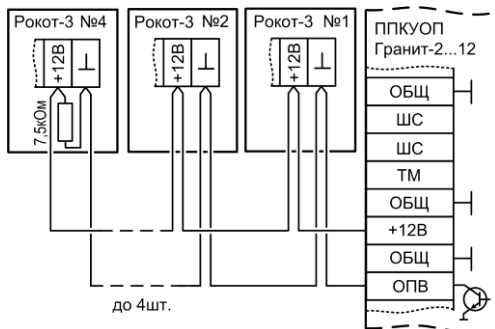 Рокот-3 №4
Рокот-3 №2
Рокот-3 №1
ППКУОП
Гранит-2...12
+12В
⊥
+12В
⊥
+12В
⊥
7,5кОм
ОБЩ
ШС
ШС
ТМ
ОБЩ
+12В
ОБЩ
ОПВ
до 4шт.